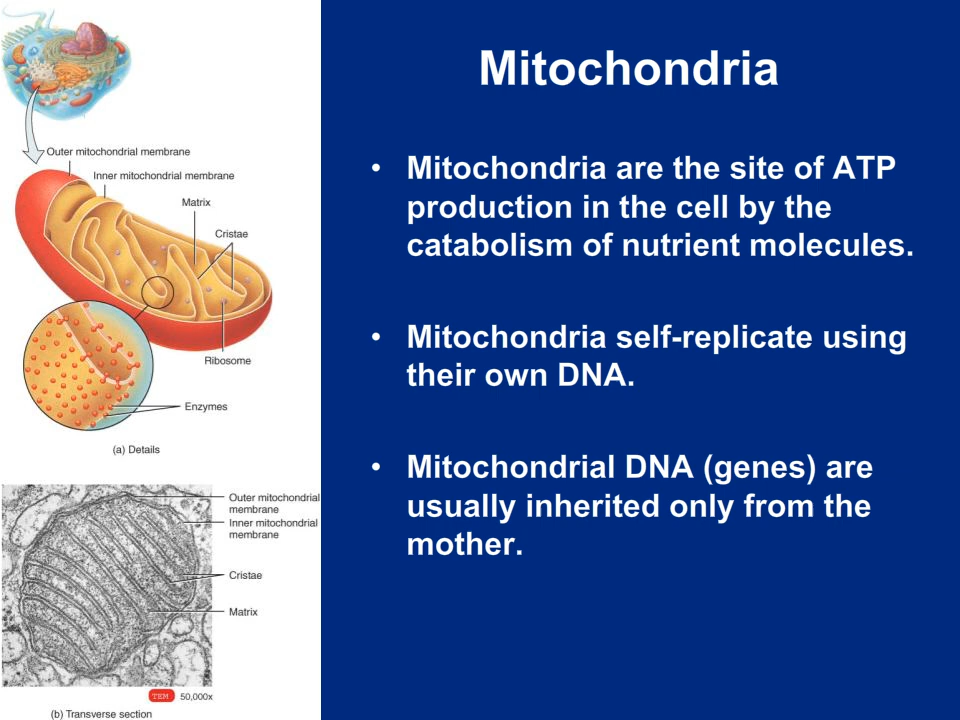 Mitochondria
• Mitochondria are the site of ATP
production in the cell by the
catabolism of nutrient molecules.
• Mitochondria self-replicate using
their own DNA.
• Mitochondrial DNA (genes) are
usually inherited only from the
mother.
Outer mitochondrial membrane
Inner mitochondrial membrane
Matrix
Cristae
Ribosome
Enzymes
(a) Details
Outer mitochondrial
membrane
Inner mitochondrial
membrane
Cristae
Matrix
TEM 50,000x
(b) Transverse section